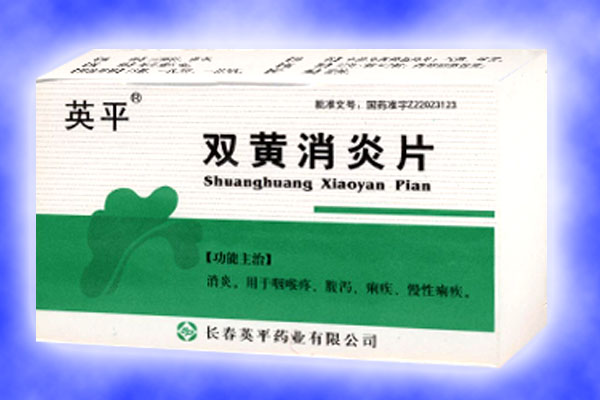 英平®
批准文号：国药准字Z22023123
双黄消炎片
Shuanghuang Xiaoyan Pian
【功能主治】
消炎。用于咽喉疼、腹泻、痢疾、慢性痢疾。
长春英平药业有限公司